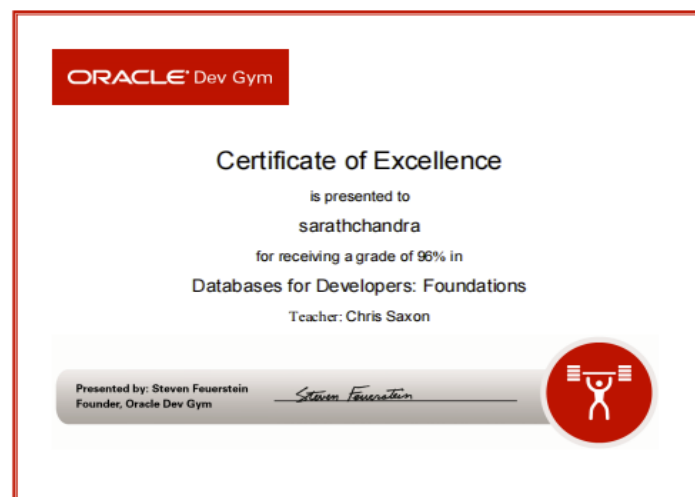 ORACLE Dev Gym
Certificate of Excellence
is presented to
sarathchandra
for receiving a grade of 96% in
Databases for Developers: Foundations
Teacher: Chris Saxon
Presented by: Steven Feuerstein
Founder, Oracle Dev Gym
Steven Feuerstein